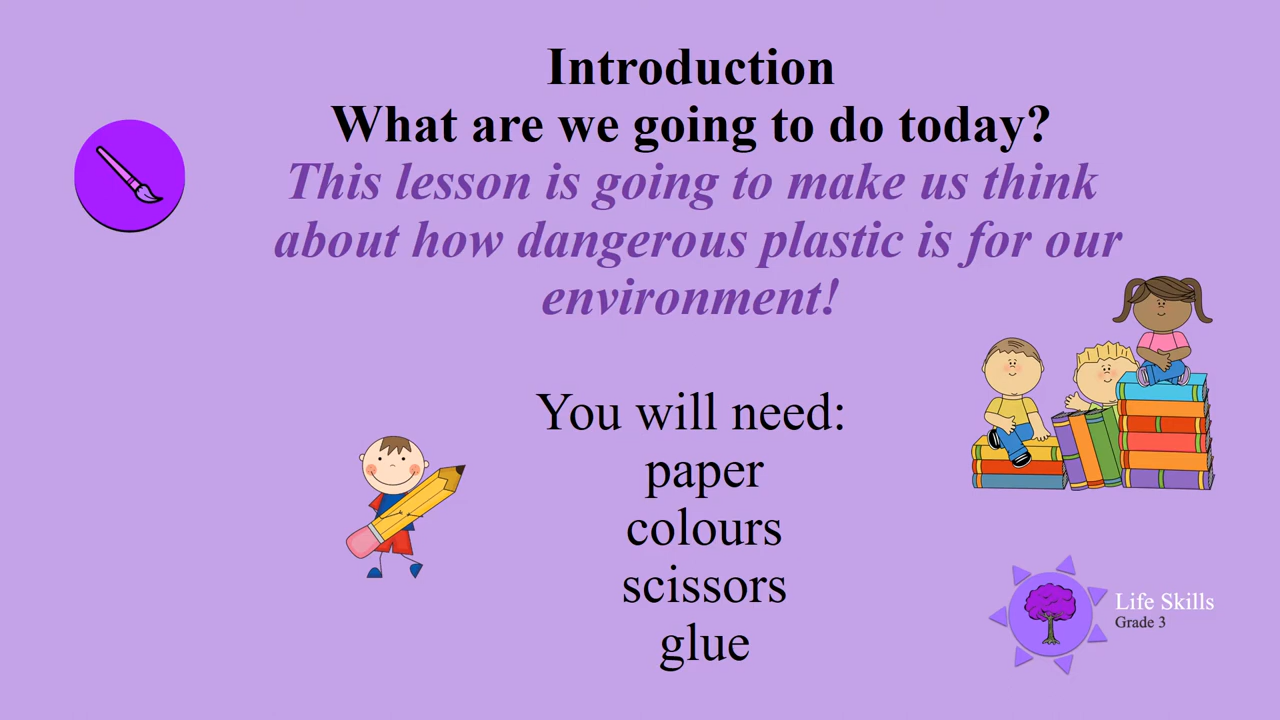 Introduction
What are we going to do today?
This lesson is going to make us think
about how dangerous plastic is for our
environment!
You will need:
paper
colours
scissors
glue
Life Skills
Grade 3